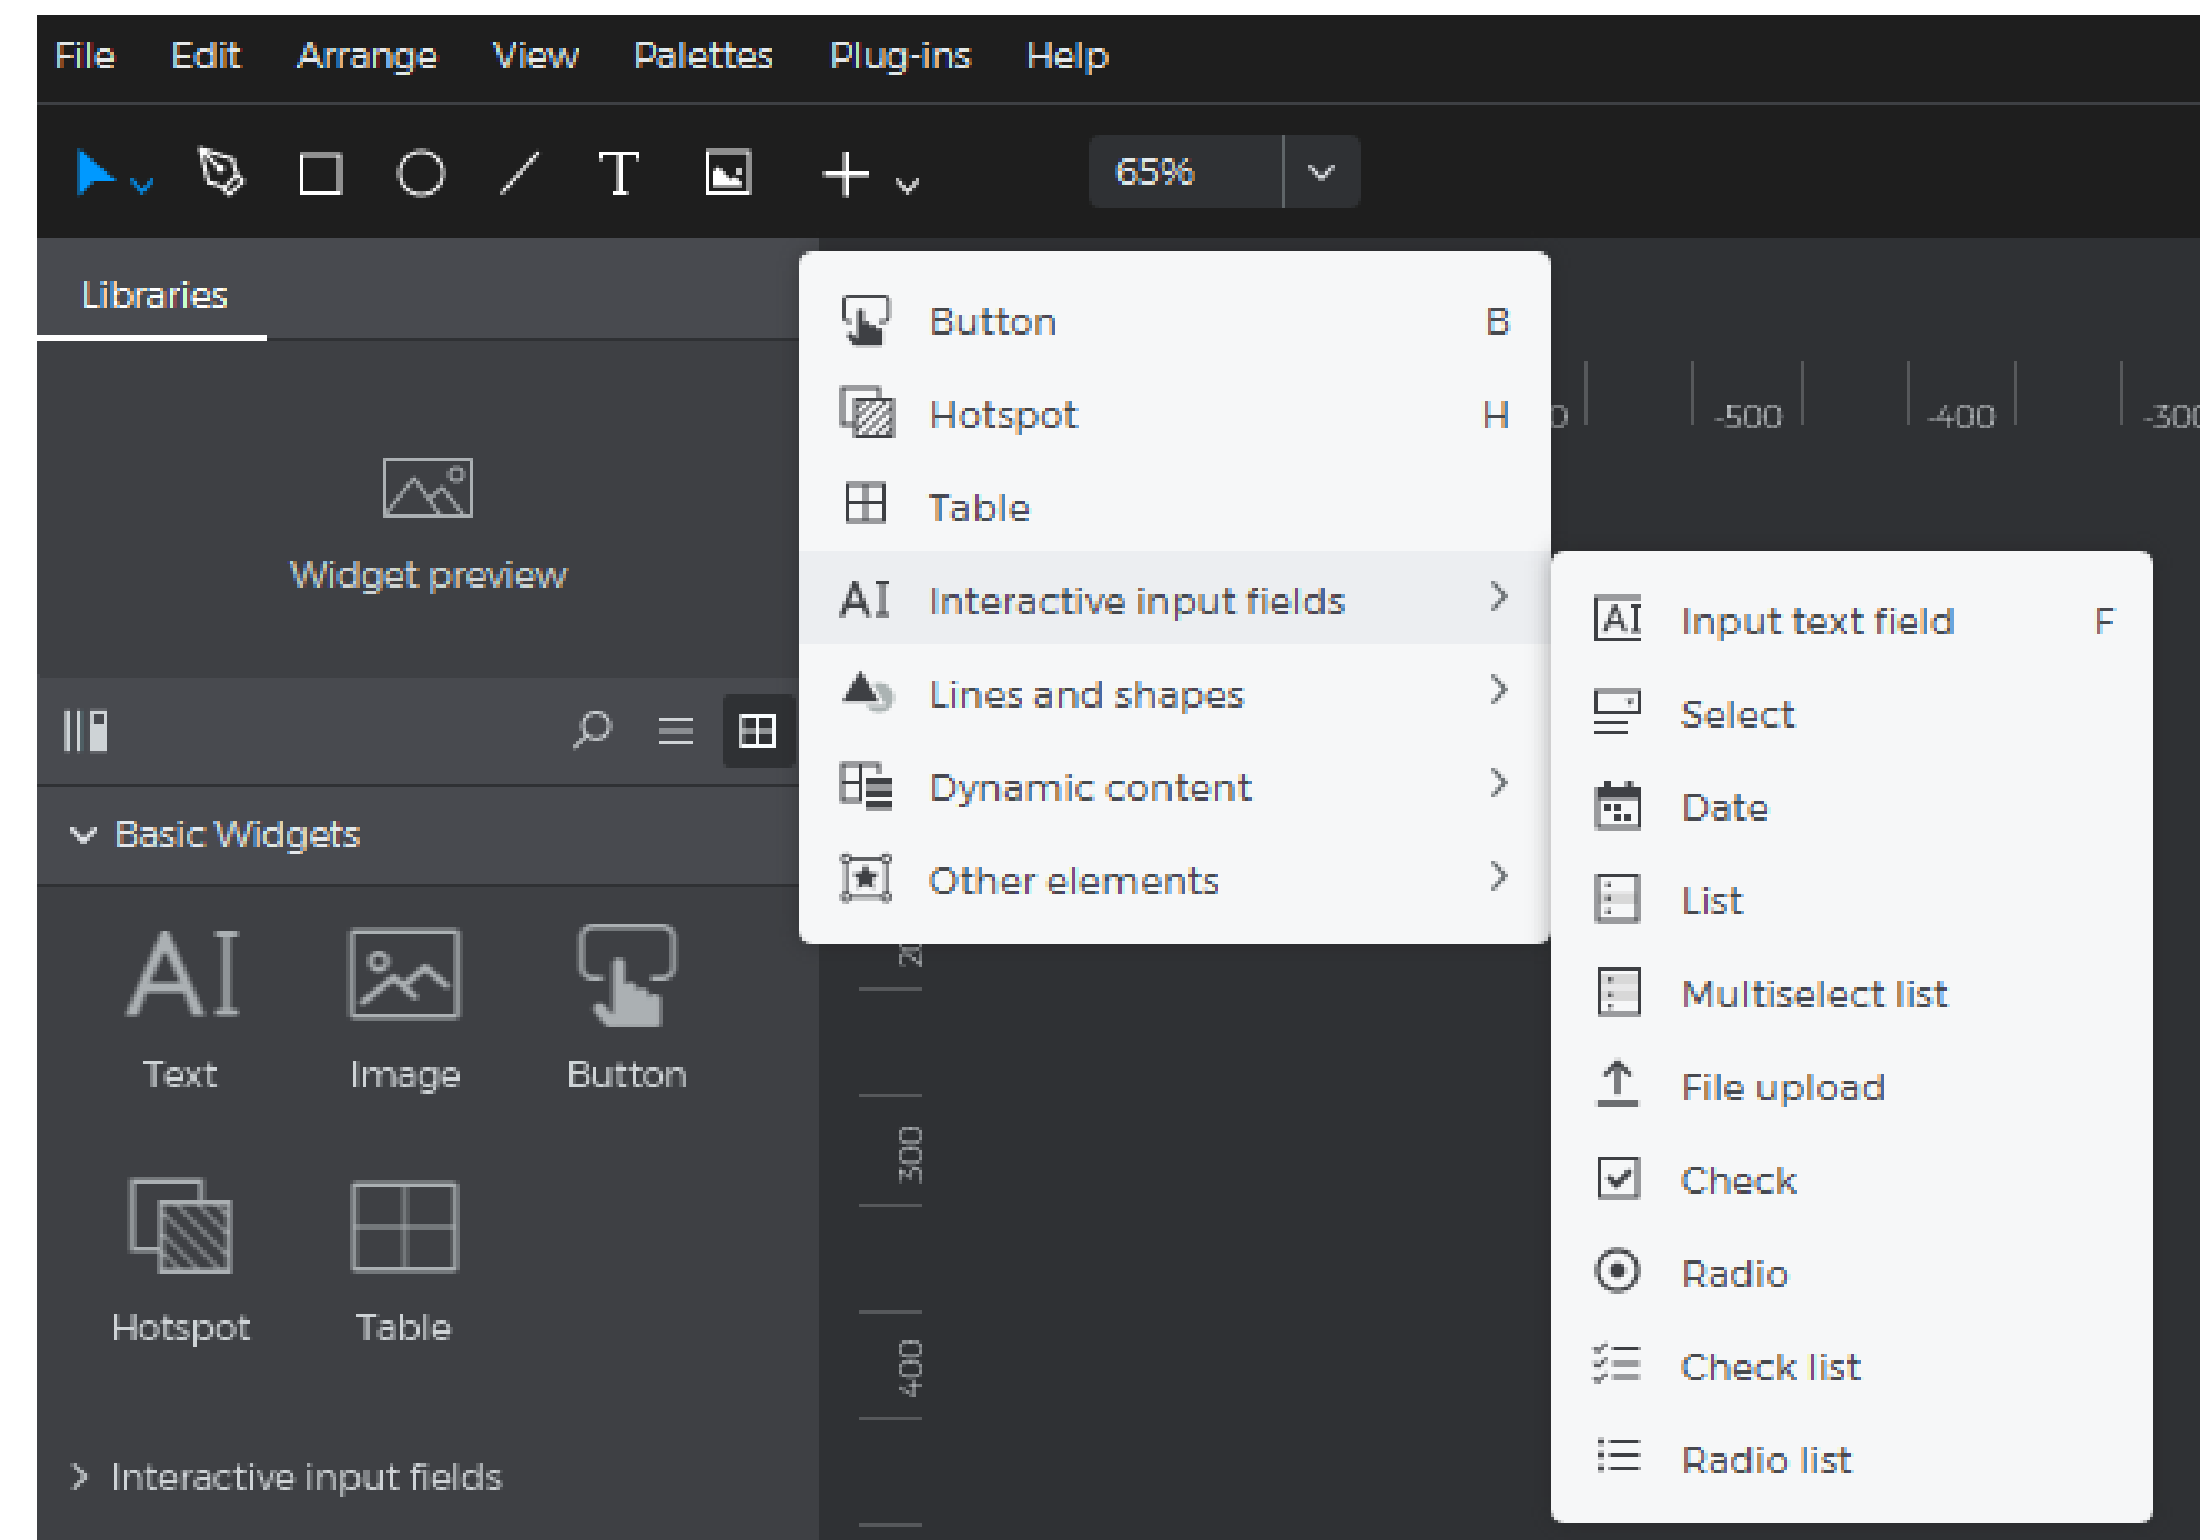 File Edit Arrange View Palettes Plug-ins Help
T
65%
Libraries
Widget preview
Basic Widgets
AI
Text
Image
Button
Hotspot
Table
Interactive input fields
Button B
Hotspot H
Table
AI Interactive input fields
Lines and shapes
Dynamic content
Other elements
AI Input text field F
Select
Date
List
Multiselect list
File upload
Check
Radio
Check list
Radio list
-500 -400 -300
300
400